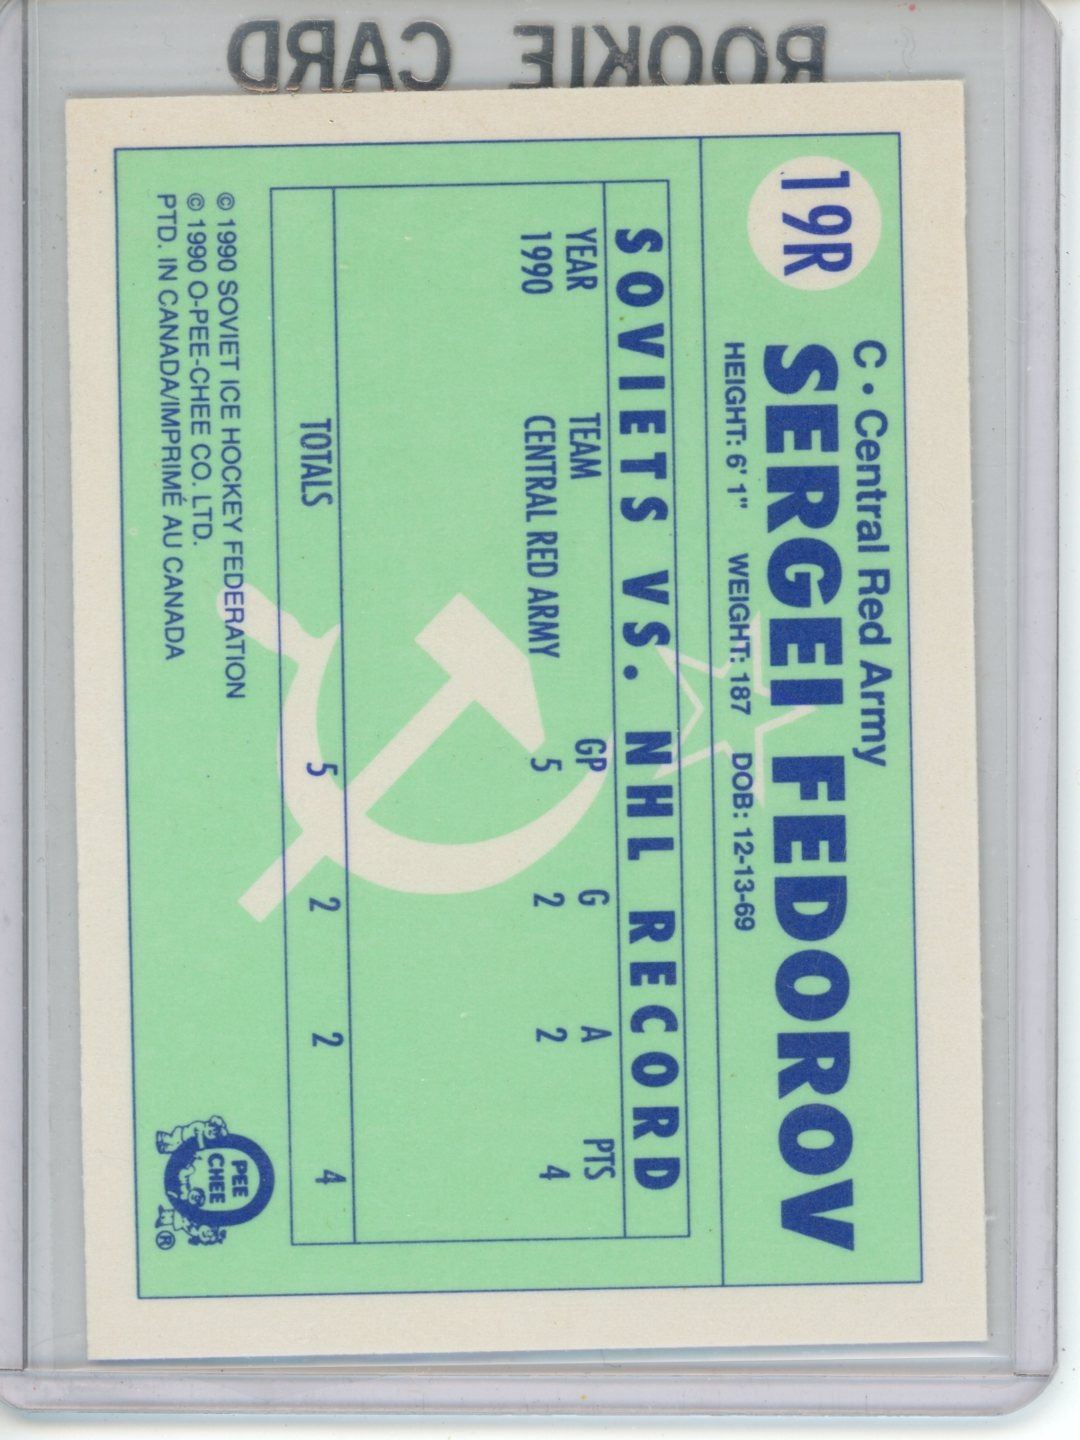 ROOKIE CARD
19R
C • Central Red Army
SERGEI FEDOROV
HEIGHT: 6' 1" WEIGHT: 187 DOB: 12-13-69
SOVIETS VS. NHL RECORD
YEAR TEAM GP G A PTS
1990 CENTRAL RED ARMY 5 2 2 4
TOTALS 5 2 2 4
© 1990 SOVIET ICE HOCKEY FEDERATION
© 1990 O-PEE-CHEE CO. LTD.
PTD. IN CANADA/IMPRIMÉ AU CANADA
O
PEE
CHEE
®